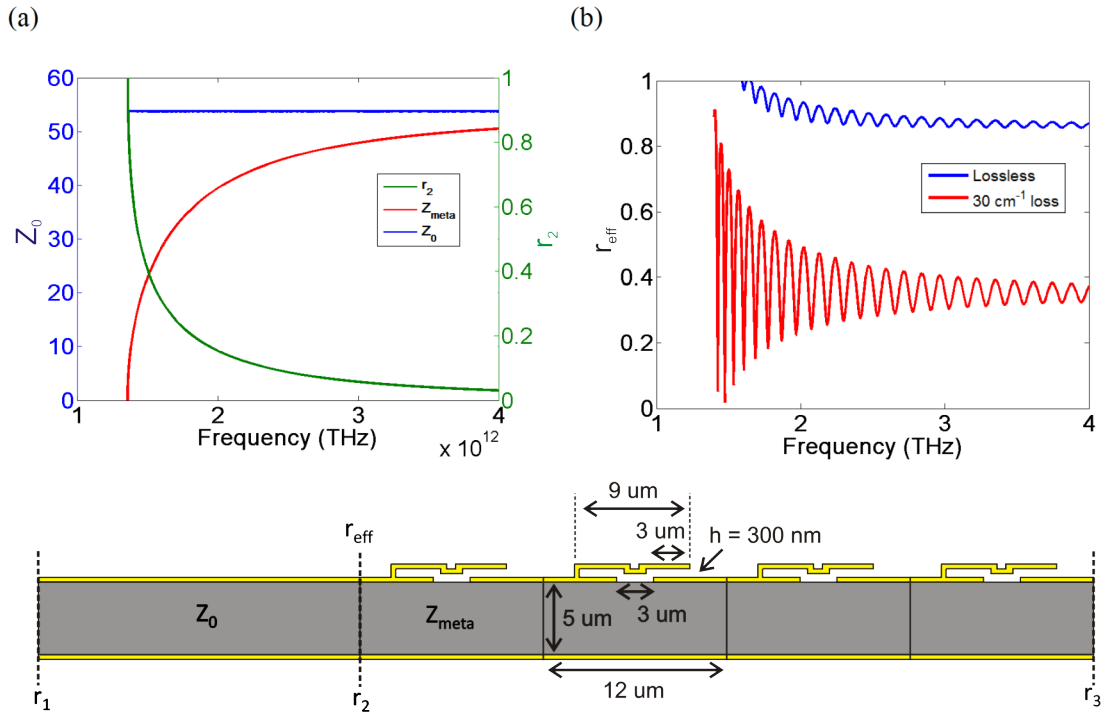 (a)
(b)
60
50
40
30
20
10
0
Z0
1
0.8
0.6
0.4
0.2
0
r2
r2
Zmeta
Z0
1
2
3
4
Frequency (THz)
x 10^12
1
0.8
0.6
0.4
0.2
0
reff
Lossless
30 cm^-1 loss
1
2
3
4
Frequency (THz)
9 um
3 um
h = 300 nm
reff
Z0
Zmeta
5 um
3 um
12 um
r1
r2
r3